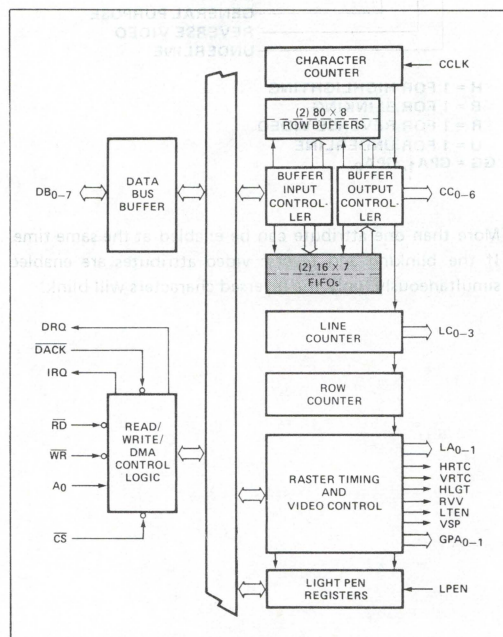 CHARACTER
COUNTER
CCLK
(2) 80 × 8
ROW BUFFERS
DB0–7
DATA
BUS
BUFFER
BUFFER
INPUT
CONTROL-
LER
BUFFER
OUTPUT
CONTROL-
LER
CC0–6
(2) 16 × 7
FIFOs
DRQ
DACK
IRQ
RD
WR
A0
CS
READ/
WRITE/
DMA
CONTROL
LOGIC
LINE
COUNTER
LC0–3
ROW
COUNTER
RASTER TIMING
AND
VIDEO CONTROL
LA0–1
HRTC
VRTC
HLGT
RVV
LTEN
VSP
GPA0–1
LIGHT PEN
REGISTERS
LPEN